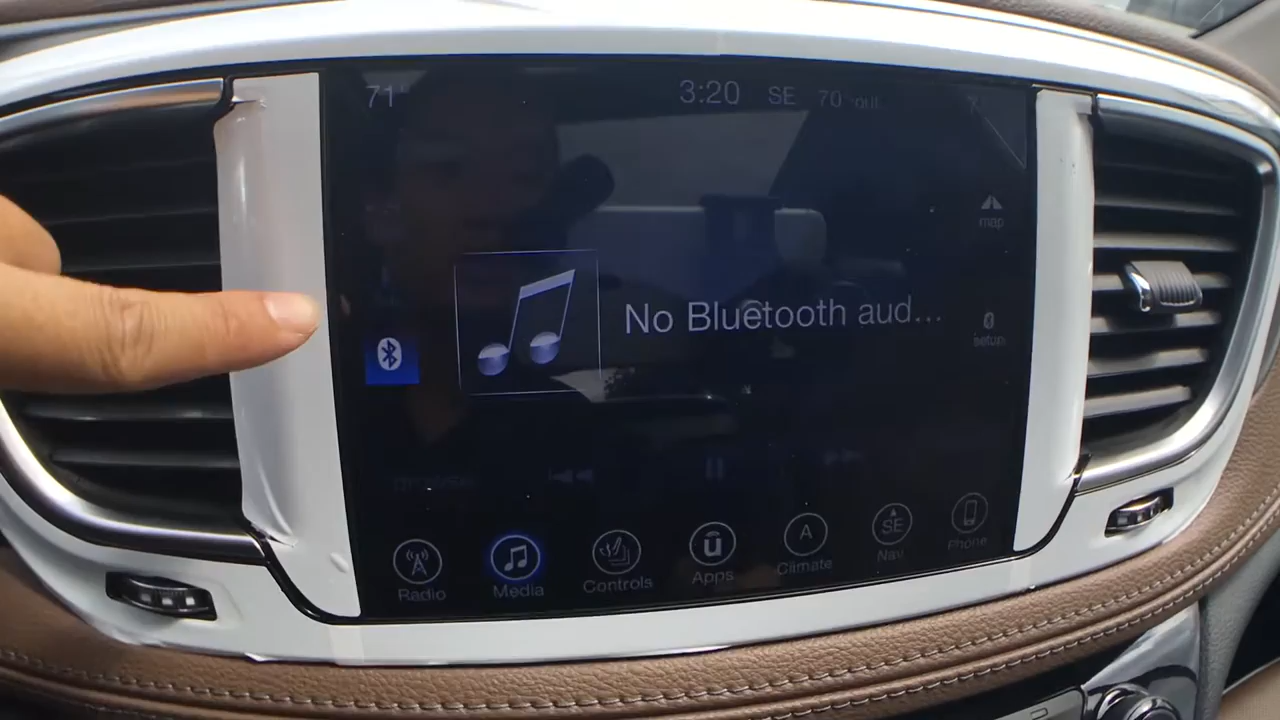 71°
3:20 SE 70 out
map
No Bluetooth aud...
setup
Radio
Media
Controls
Apps
A
Climate
SE
Nav
Phone